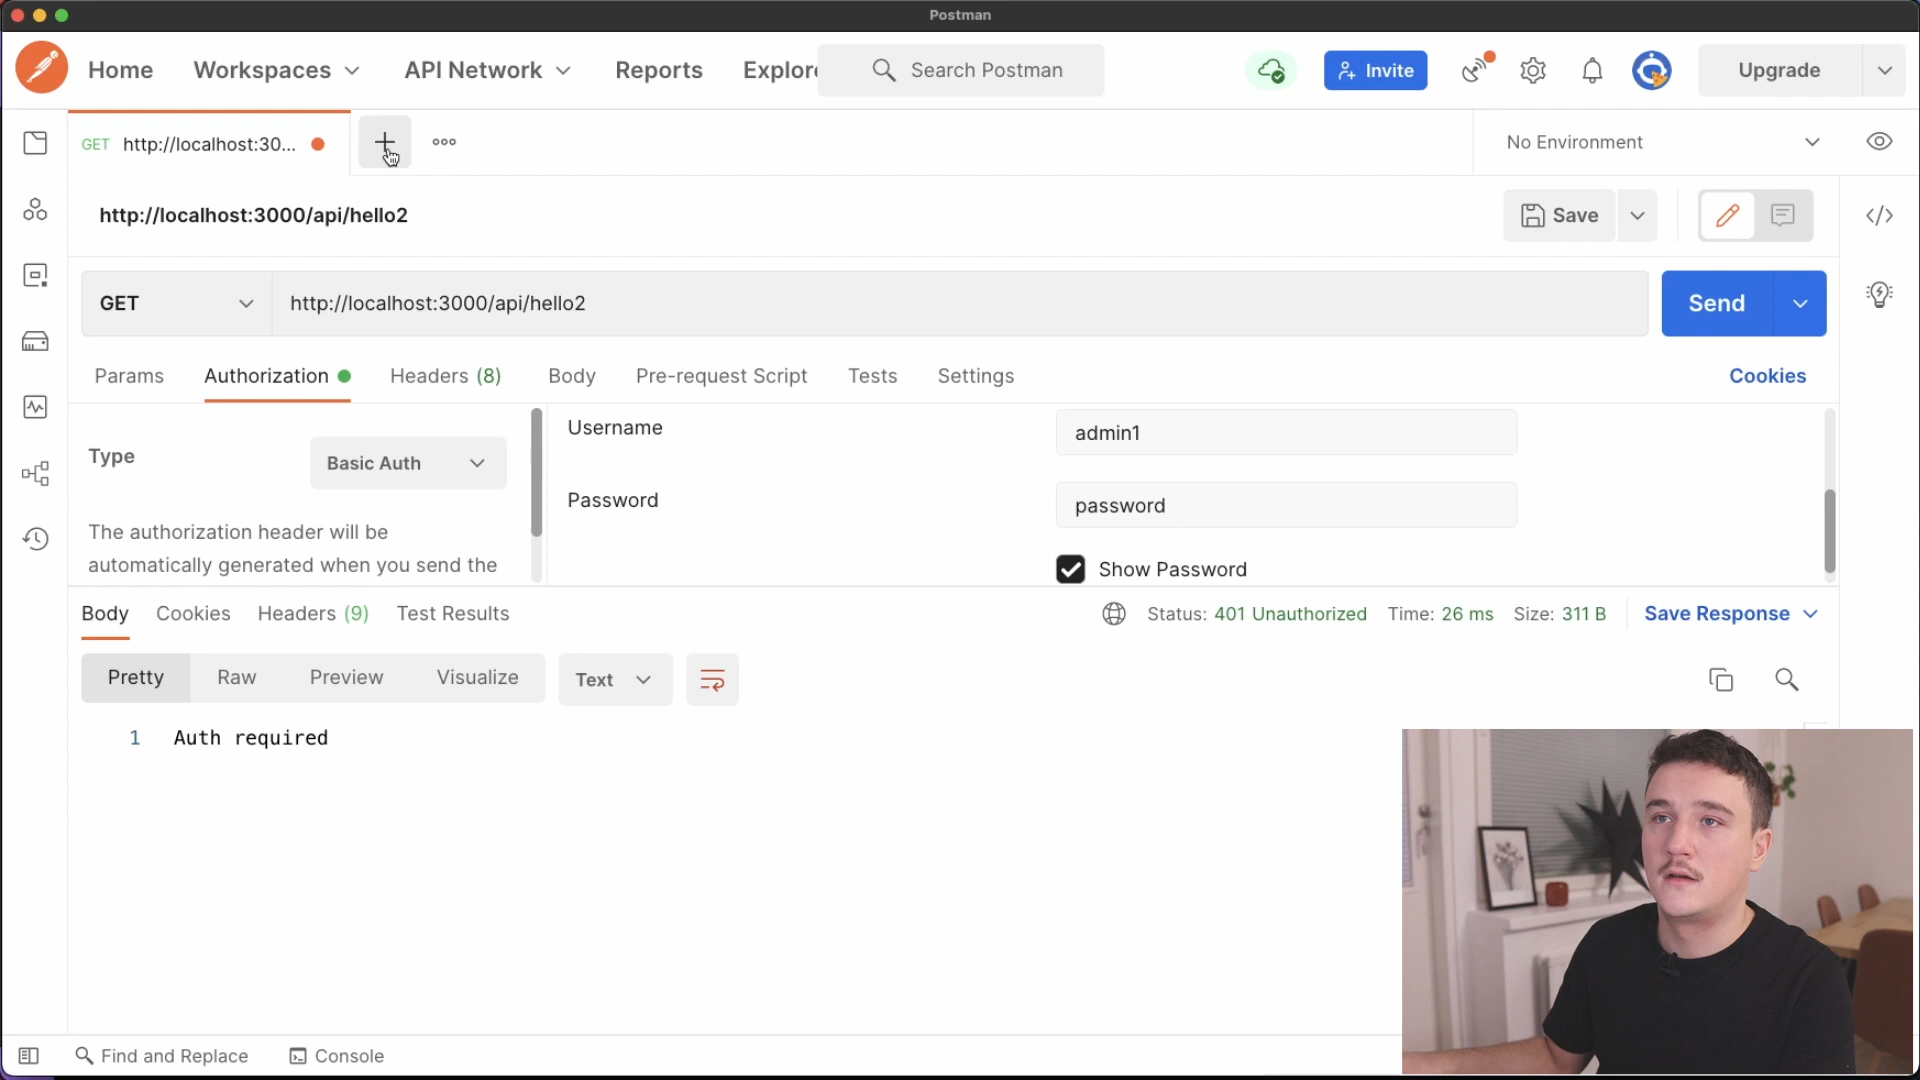 Postman
Home
Workspaces
API Network
Reports
Search Postman
Invite
Upgrade
GET http://localhost:30...
No Environment
http://localhost:3000/api/hello2
Save
GET
http://localhost:3000/api/hello2
Send
Params
Authorization
Headers (8)
Body
Pre-request Script
Tests
Settings
Cookies
Type
Basic Auth
The authorization header will be
automatically generated when you send the
Username
admin1
Password
password
Show Password
Body
Cookies
Headers (9)
Test Results
Status: 401 Unauthorized
Time: 26 ms
Size: 311 B
Save Response
Pretty
Raw
Preview
Visualize
Text
1 Auth required
Find and Replace
Console